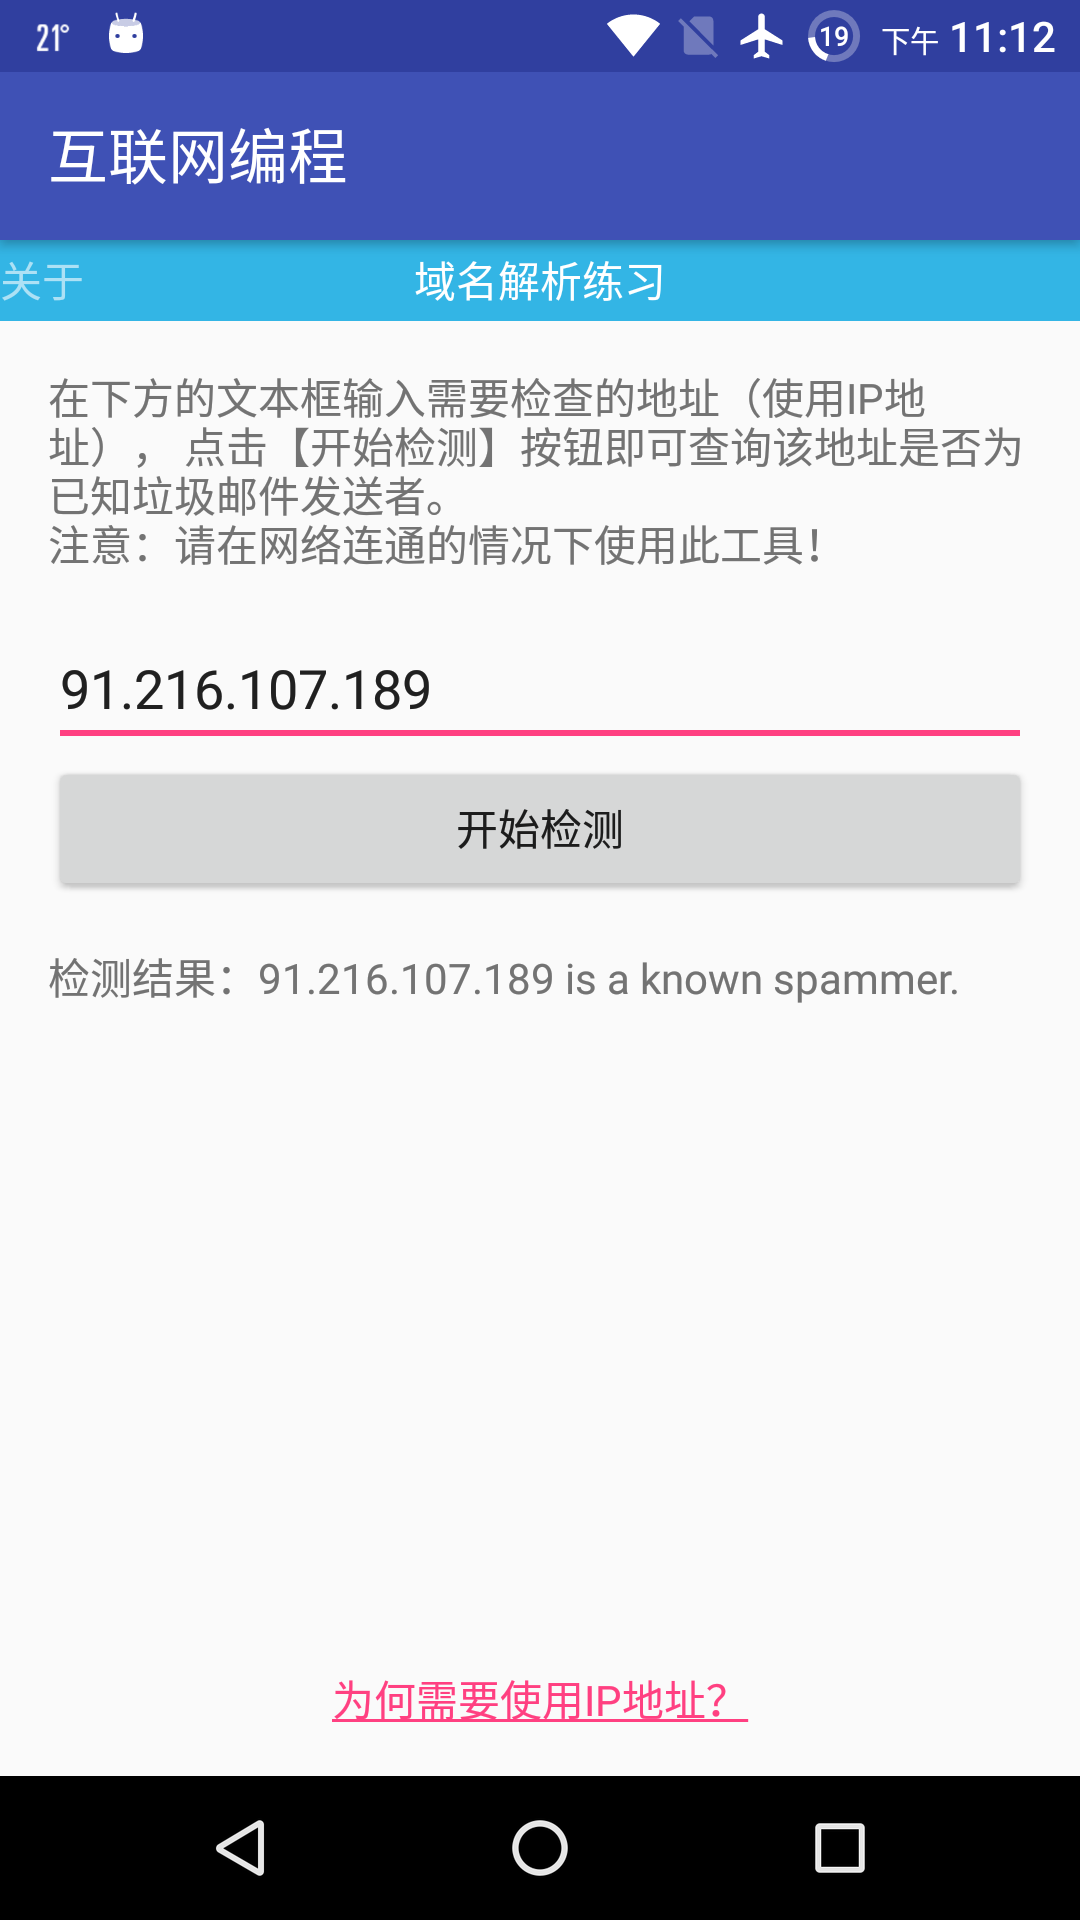 21°
19
下午 11:12
互联网编程
关于
域名解析练习
在下方的文本框输入需要检查的地址（使用IP地
址）， 点击【开始检测】按钮即可查询该地址是否为
已知垃圾邮件发送者。
注意：请在网络连通的情况下使用此工具！
91.216.107.189
开始检测
检测结果：91.216.107.189 is a known spammer.
为何需要使用IP地址？